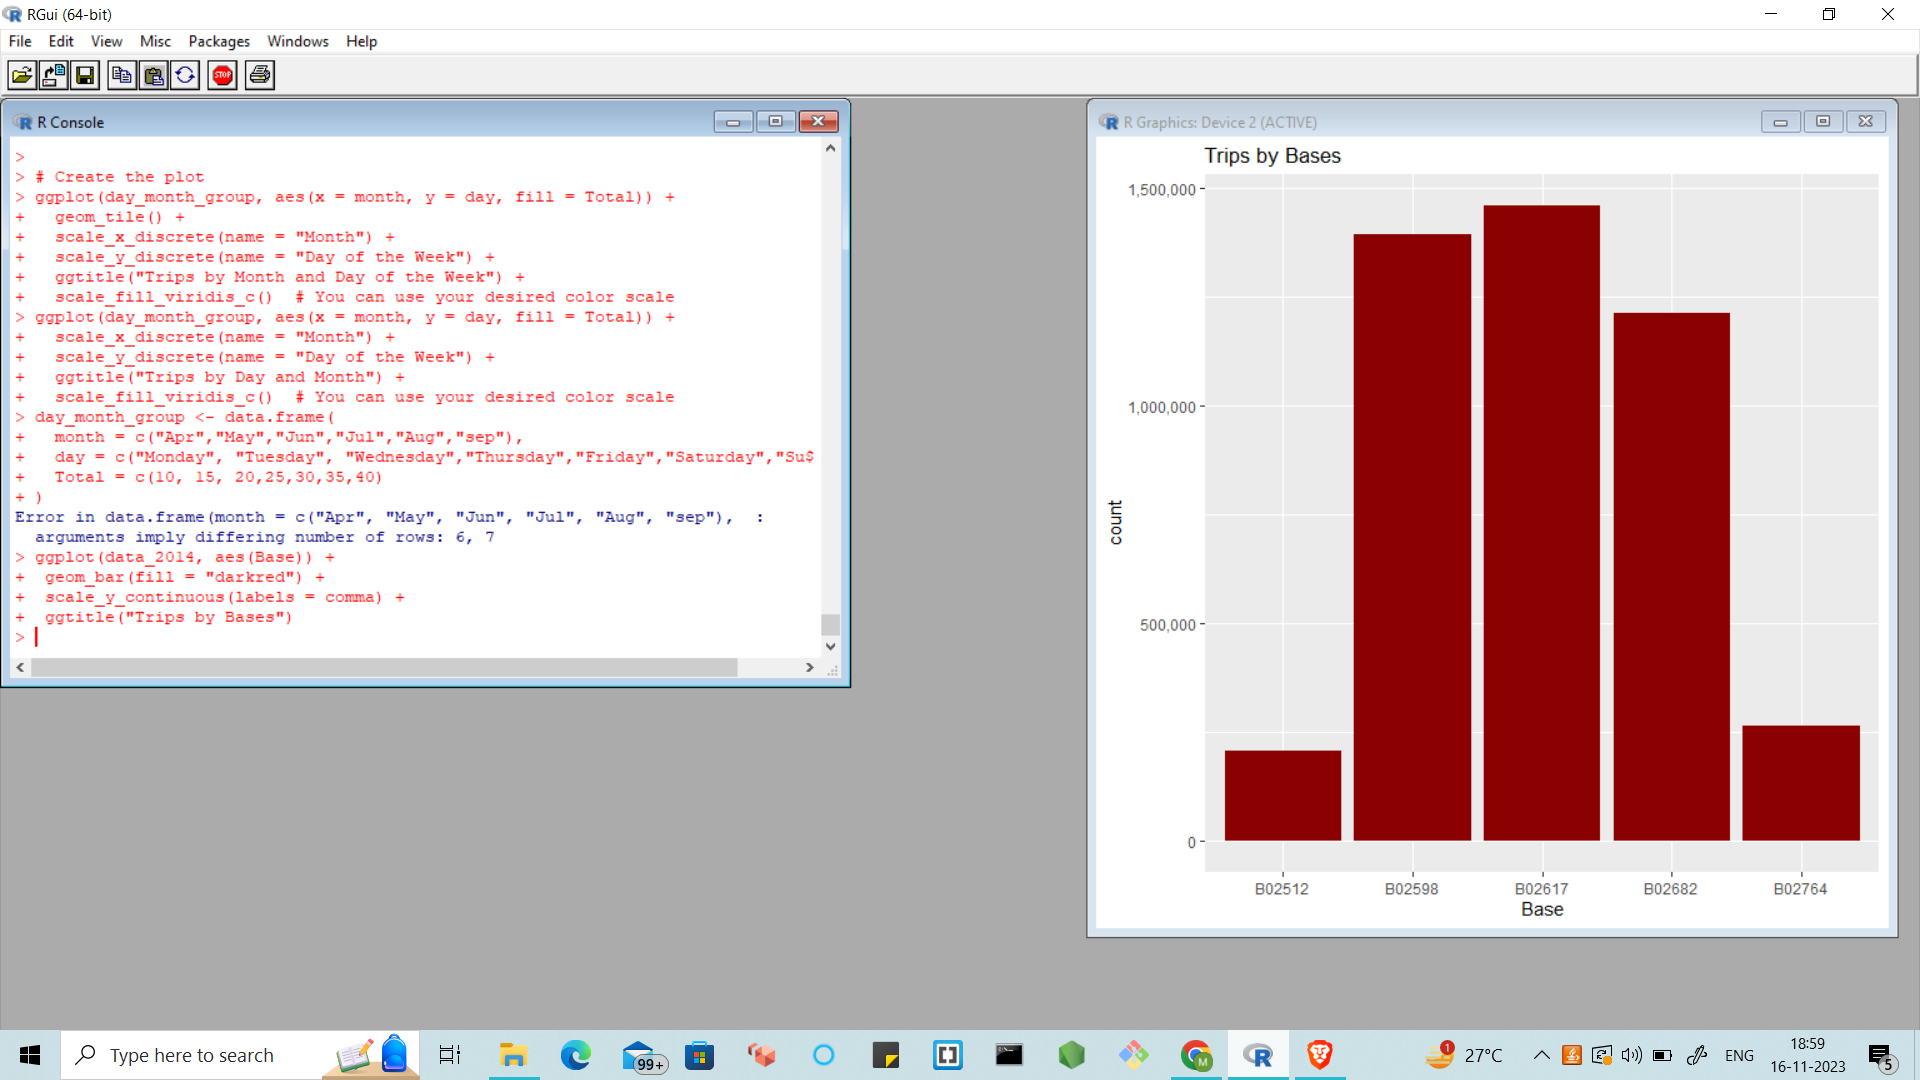 RGui (64-bit)
File Edit View Misc Packages Windows Help
STOP
R Console
>
> # Create the plot
> ggplot(day_month_group, aes(x = month, y = day, fill = Total)) +
+   geom_tile() +
+   scale_x_discrete(name = "Month") +
+   scale_y_discrete(name = "Day of the Week") +
+   ggtitle("Trips by Month and Day of the Week") +
+   scale_fill_viridis_c()  # You can use your desired color scale
> ggplot(day_month_group, aes(x = month, y = day, fill = Total)) +
+   scale_x_discrete(name = "Month") +
+   scale_y_discrete(name = "Day of the Week") +
+   ggtitle("Trips by Day and Month") +
+   scale_fill_viridis_c()  # You can use your desired color scale
> day_month_group <- data.frame(
+   month = c("Apr","May","Jun","Jul","Aug","sep"),
+   day = c("Monday", "Tuesday", "Wednesday","Thursday","Friday","Saturday","Su$
+   Total = c(10, 15, 20,25,30,35,40)
+ )
Error in data.frame(month = c("Apr", "May", "Jun", "Jul", "Aug", "sep"),  :
  arguments imply differing number of rows: 6, 7
> ggplot(data_2014, aes(Base)) +
+  geom_bar(fill = "darkred") +
+  scale_y_continuous(labels = comma) +
+  ggtitle("Trips by Bases")
>
R Graphics: Device 2 (ACTIVE)
Trips by Bases
1,500,000
1,000,000
500,000
0
count
B02512 B02598 B02617 B02682 B02764
Base
Type here to search
99+
M
R
1
27°C
ENG
18:59
16-11-2023
5